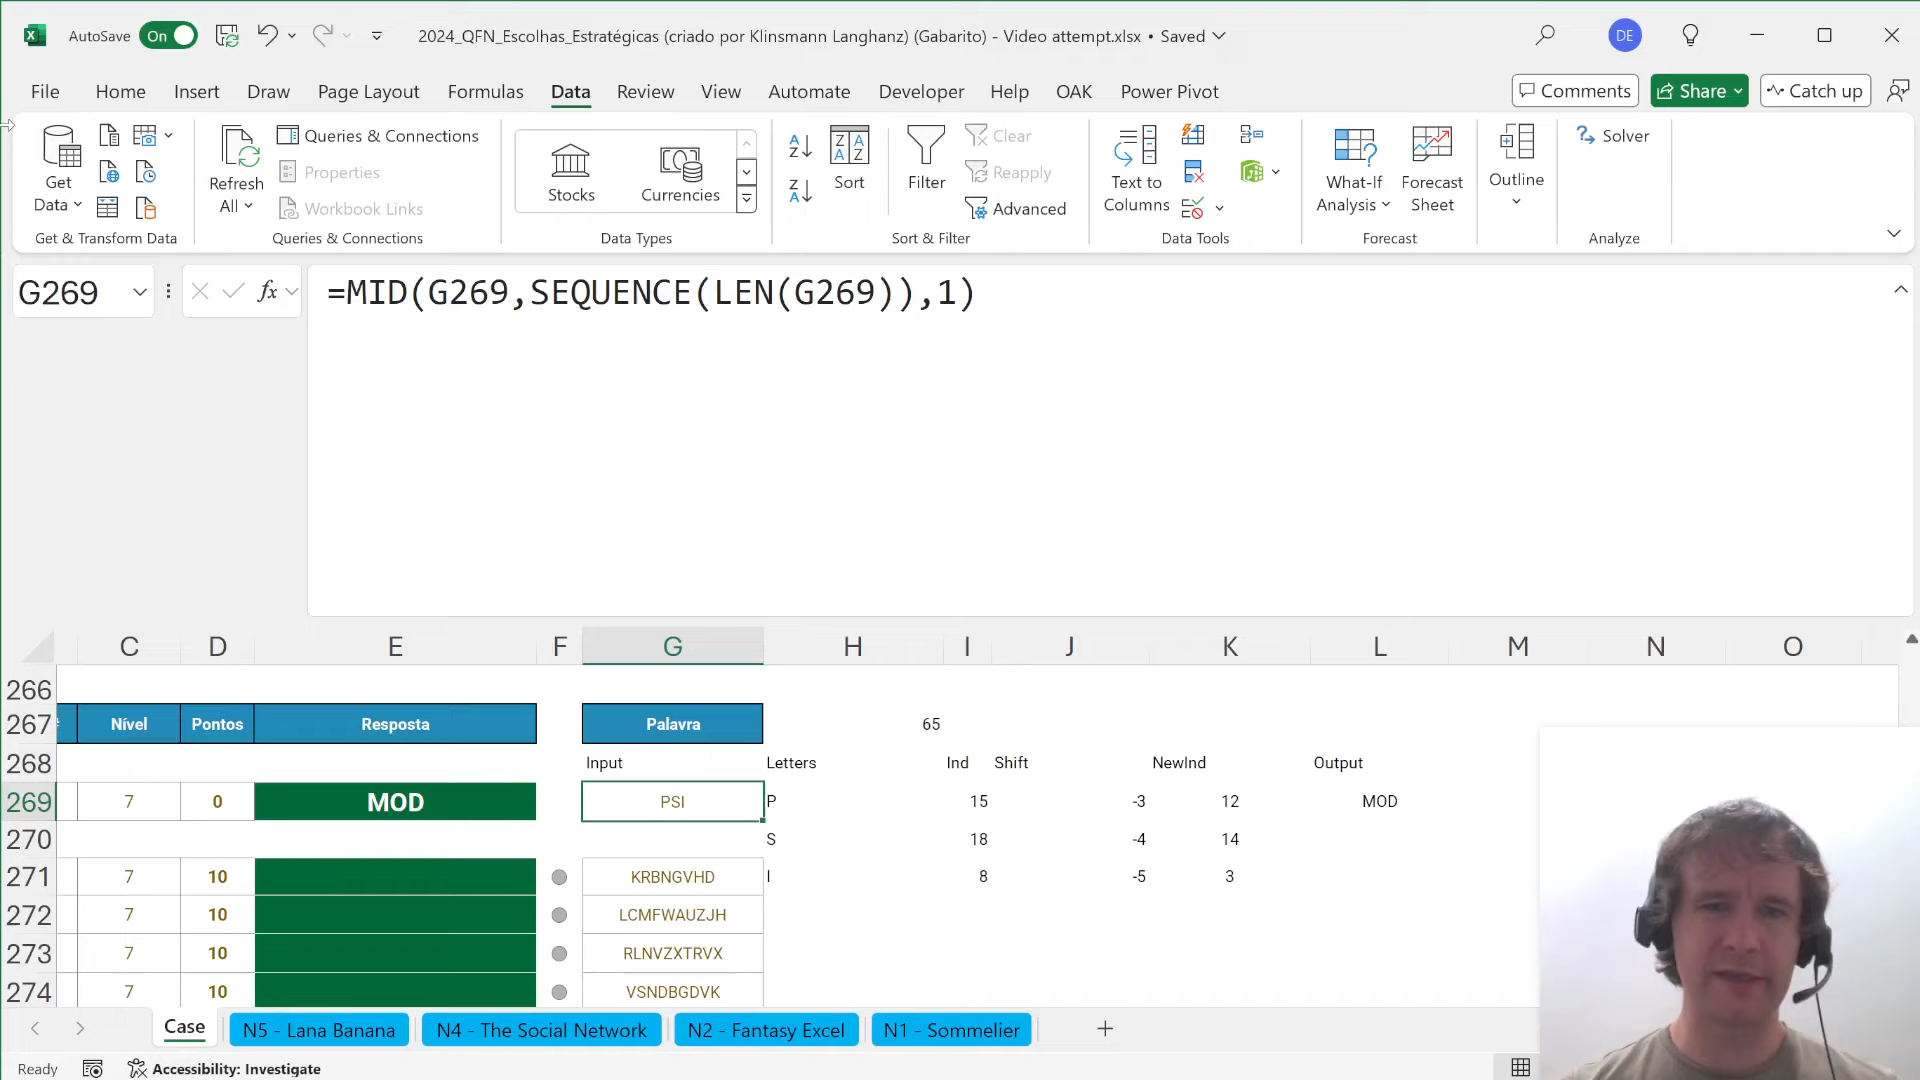 AutoSave On 2024_QFN_Escolhas_Estratégicas (criado por Klinsmann Langhanz) (Gabarito) - Video attempt.xlsx • Saved DE
File Home Insert Draw Page Layout Formulas Data Review View Automate Developer Help OAK Power Pivot Comments Share Catch up
Get Data
Refresh All
Queries & Connections
Properties
Workbook Links
Stocks
Currencies
Sort
Filter
Clear
Reapply
Advanced
Text to Columns
What-If Analysis
Forecast Sheet
Outline
Solver
Get & Transform Data Queries & Connections Data Types Sort & Filter Data Tools Forecast Analyze
G269 fx =MID(G269,SEQUENCE(LEN(G269)),1)
C D E F G H I J K L M N O
266
267 Nível Pontos Resposta Palavra 65
268 Input Letters Ind Shift NewInd Output
269 7 0 MOD PSI P 15 -3 12 MOD
270 S 18 -4 14
271 7 10 KRBNGVHD I 8 -5 3
272 7 10 LCMFWAUZJH
273 7 10 RLNVZXTRVX
274 7 10 VSNDBGDVK
Case N5 - Lana Banana N4 - The Social Network N2 - Fantasy Excel N1 - Sommelier
Ready Accessibility: Investigate